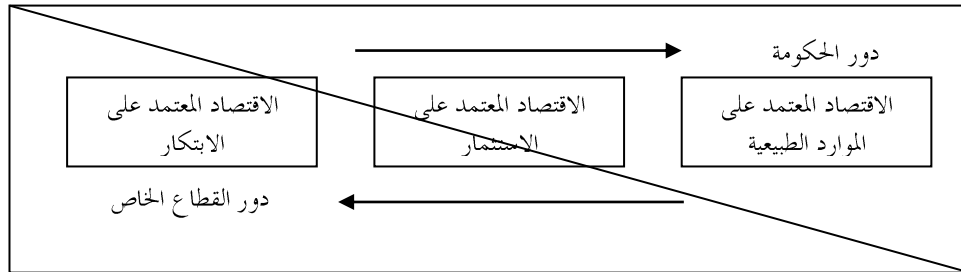 دور الحكومة
الاقتصاد المعتمد على
الموارد الطبيعية
الاقتصاد المعتمد على
الاستثمار
الاقتصاد المعتمد على
الابتكار
دور القطاع الخاص